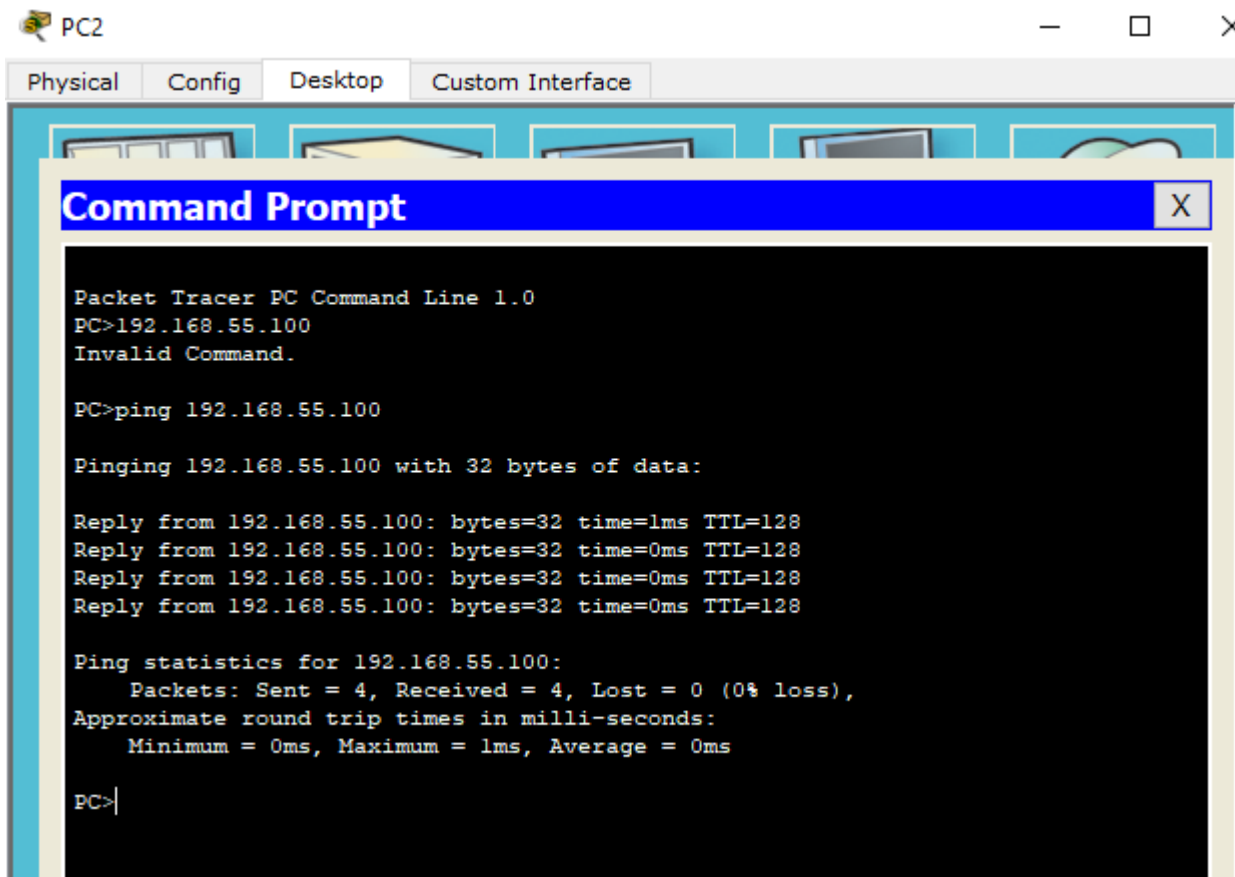 PC2
Physical Config Desktop Custom Interface
Command Prompt X
Packet Tracer PC Command Line 1.0
PC>192.168.55.100
Invalid Command.
PC>ping 192.168.55.100
Pinging 192.168.55.100 with 32 bytes of data:
Reply from 192.168.55.100: bytes=32 time=1ms TTL=128
Reply from 192.168.55.100: bytes=32 time=0ms TTL=128
Reply from 192.168.55.100: bytes=32 time=0ms TTL=128
Reply from 192.168.55.100: bytes=32 time=0ms TTL=128
Ping statistics for 192.168.55.100:
Packets: Sent = 4, Received = 4, Lost = 0 (0% loss),
Approximate round trip times in milli-seconds:
Minimum = 0ms, Maximum = 1ms, Average = 0ms
PC>